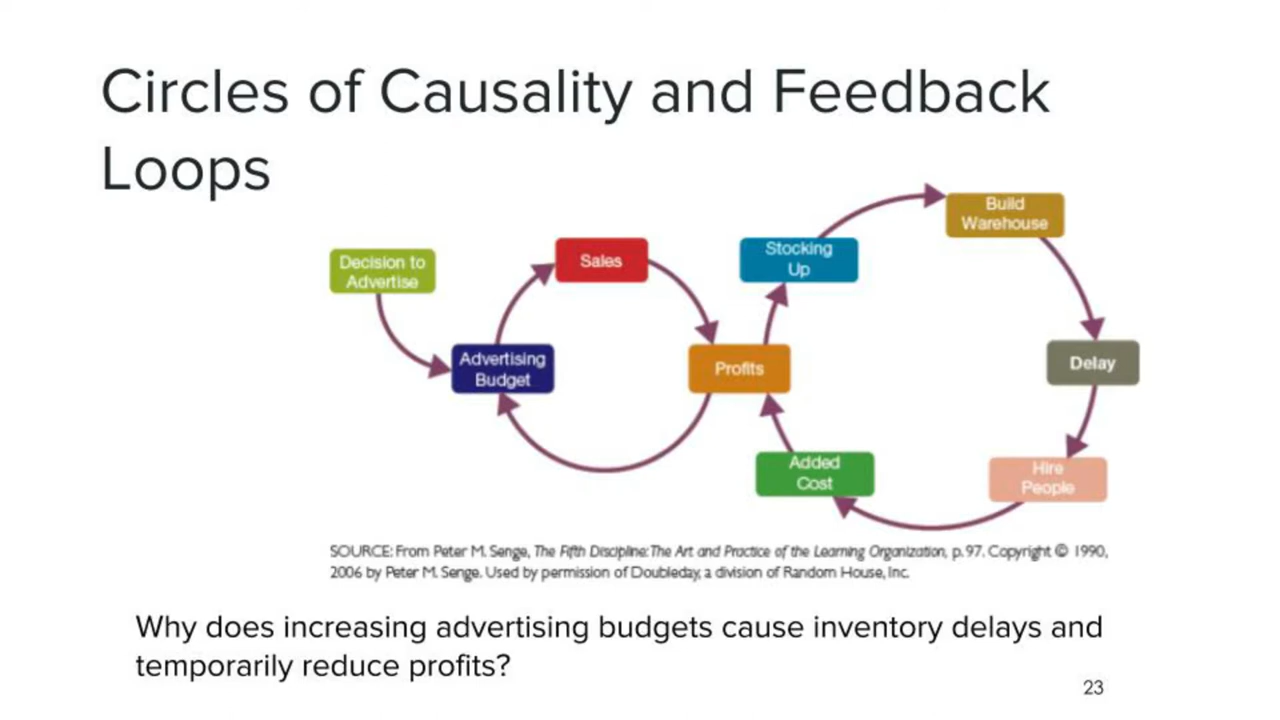 Circles of Causality and Feedback
Loops
Decision to
Advertise
Sales
Advertising
Budget
Profits
Stocking
Up
Build
Warehouse
Delay
Hire
People
Added
Cost
SOURCE: From Peter M. Senge, The Fifth Discipline: The Art and Practice of the Learning Organization, p. 97. Copyright © 1990,
2006 by Peter M. Senge. Used by permission of Doubleday, a division of Random House, Inc.
Why does increasing advertising budgets cause inventory delays and
temporarily reduce profits?
23